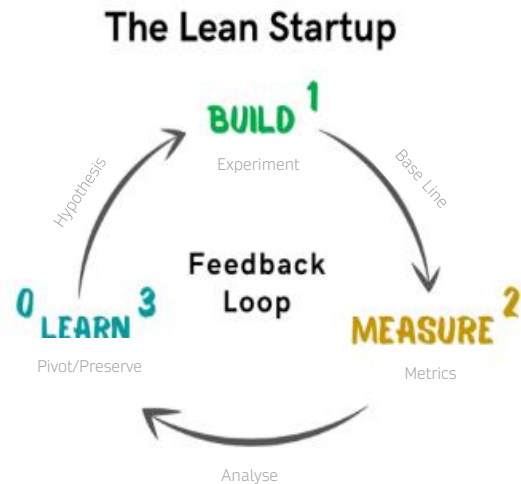 The Lean Startup
BUILD 1
Experiment
Hypothesis
Base Line
Feedback
Loop
0 LEARN 3
Pivot/Preserve
MEASURE 2
Metrics
Analyse